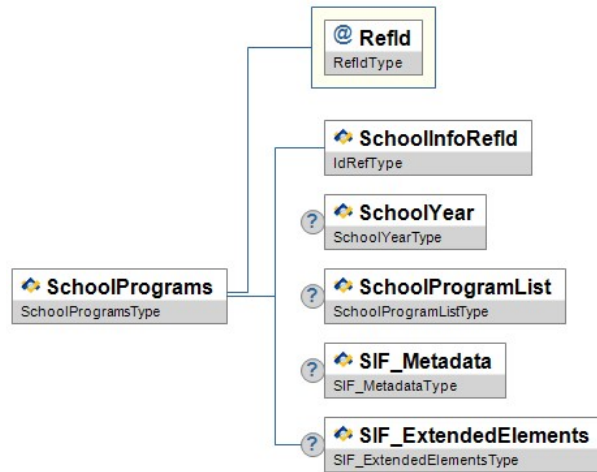 @ RefId
RefIdType
SchoolInfoRefId
IdRefType
? SchoolYear
SchoolYearType
SchoolPrograms
SchoolProgramsType
? SchoolProgramList
SchoolProgramListType
? SIF_Metadata
SIF_MetadataType
? SIF_ExtendedElements
SIF_ExtendedElementsType